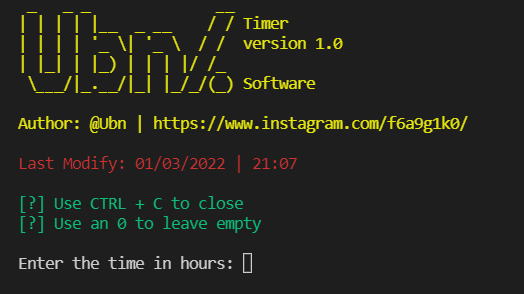 Ubn/. Timer
version 1.0
Software
Author: @Ubn | https://www.instagram.com/f6a9g1k0/
Last Modify: 01/03/2022 | 21:07
[?] Use CTRL + C to close
[?] Use an 0 to leave empty
Enter the time in hours: